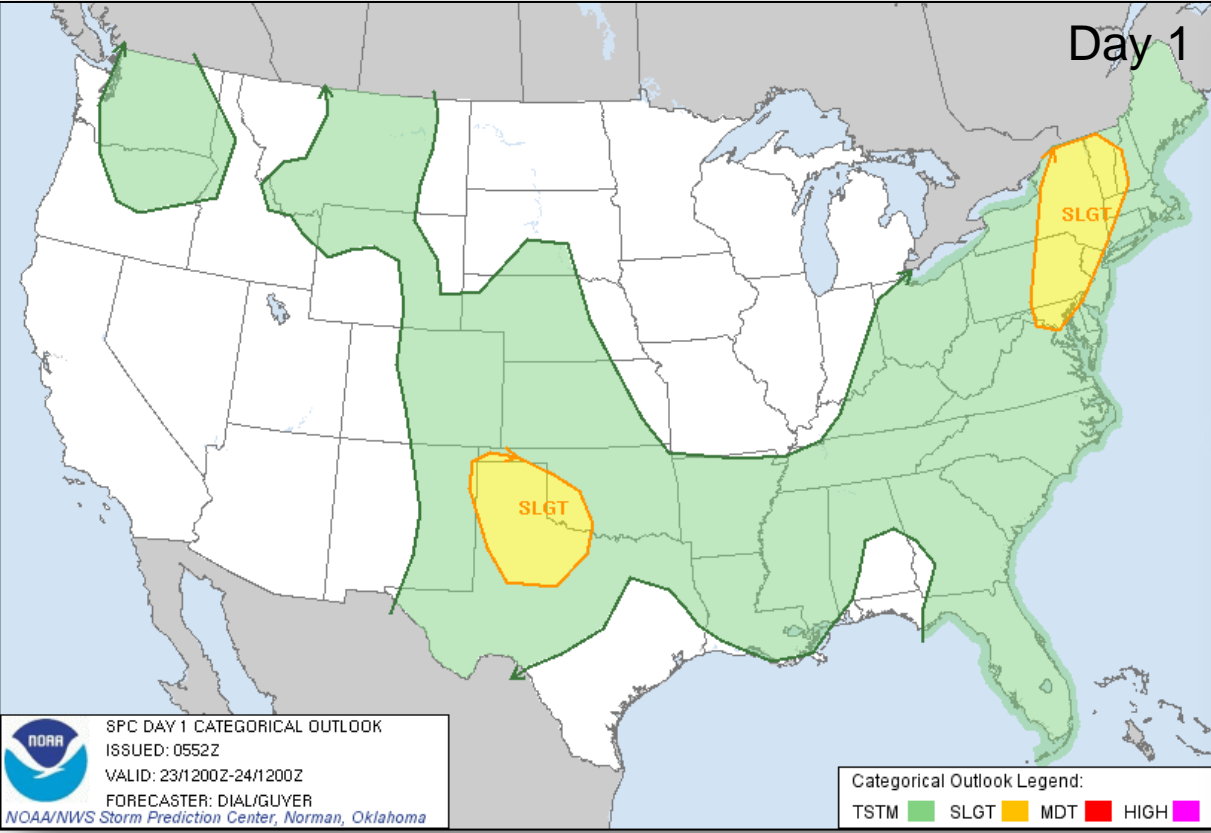 Day 1
SLGT
SLGT
NOAA
SPC DAY 1 CATEGORICAL OUTLOOK
ISSUED: 0552Z
VALID: 23/1200Z-24/1200Z
FORECASTER: DIAL/GUYER
NOAA/NWS Storm Prediction Center, Norman, Oklahoma
Categorical Outlook Legend:
TSTM SLGT MDT HIGH